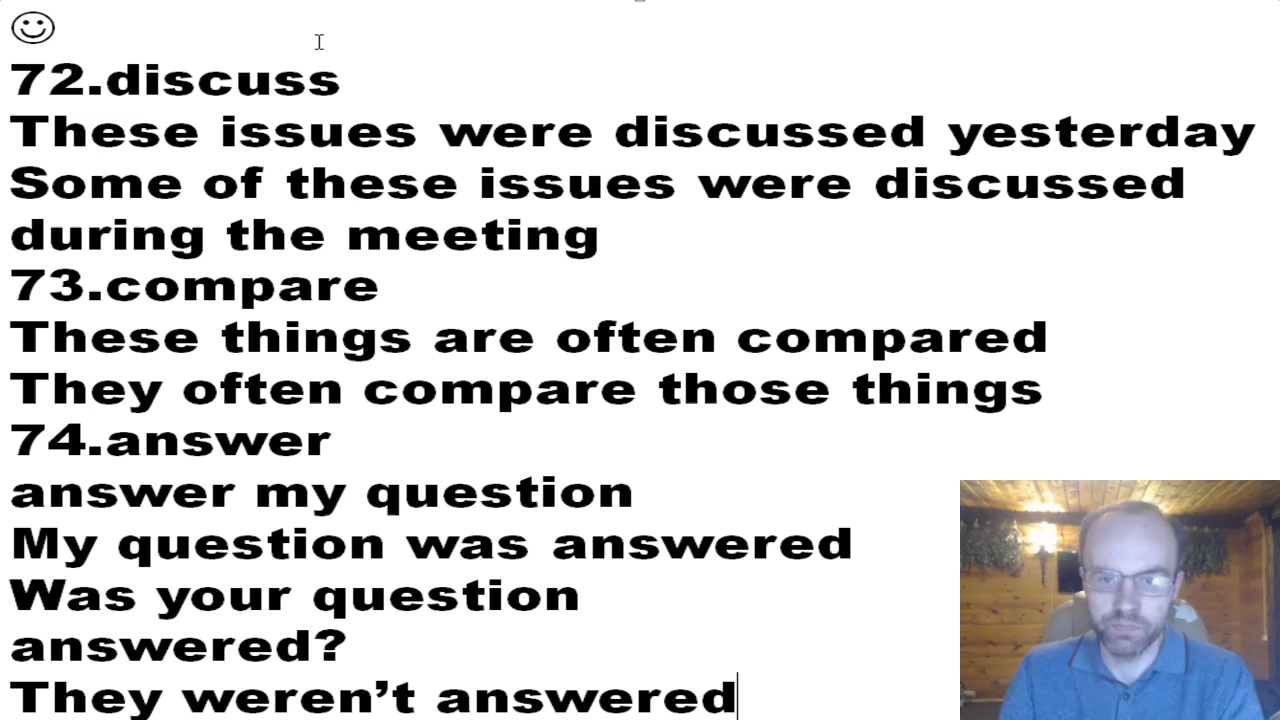 72.discuss
These issues were discussed yesterday
Some of these issues were discussed
during the meeting
73.compare
These things are often compared
They often compare those things
74.answer
answer my question
My question was answered
Was your question
answered?
They weren’t answered